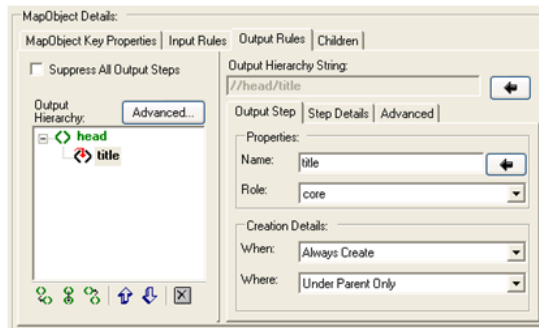 MapObject Details:
MapObject Key Properties
Input Rules
Output Rules
Children
Suppress All Output Steps
Output
Hierarchy:
Advanced...
head
title
Output Hierarchy String:
//head/title
Output Step
Step Details
Advanced
Properties:
Name:
title
Role:
core
Creation Details:
When:
Always Create
Where:
Under Parent Only